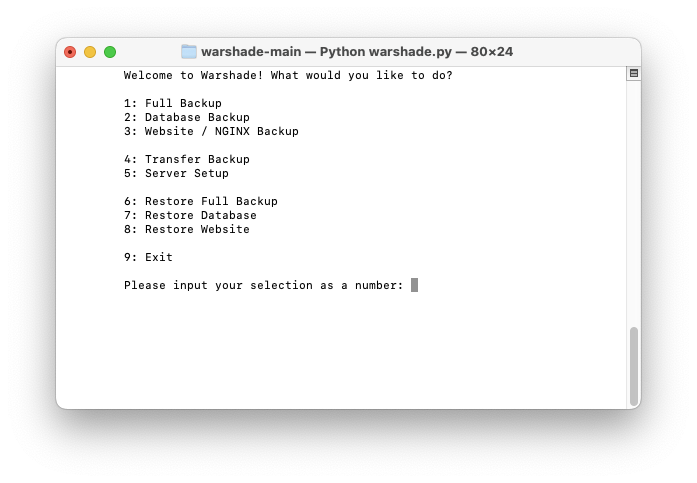 warshade-main — Python warshade.py — 80×24
Welcome to Warshade! What would you like to do?
1: Full Backup
2: Database Backup
3: Website / NGINX Backup
4: Transfer Backup
5: Server Setup
6: Restore Full Backup
7: Restore Database
8: Restore Website
9: Exit
Please input your selection as a number: